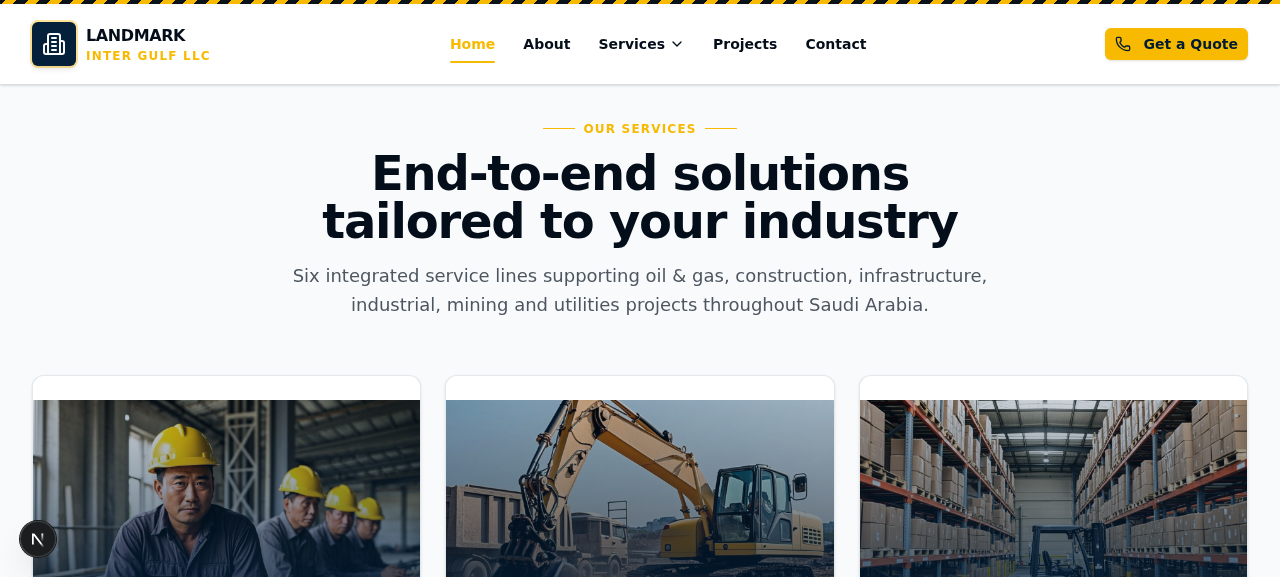 LANDMARK
INTER GULF LLC
Home
About
Services
Projects
Contact
Get a Quote
OUR SERVICES
End-to-end solutions
tailored to your industry
Six integrated service lines supporting oil & gas, construction, infrastructure,
industrial, mining and utilities projects throughout Saudi Arabia.
N